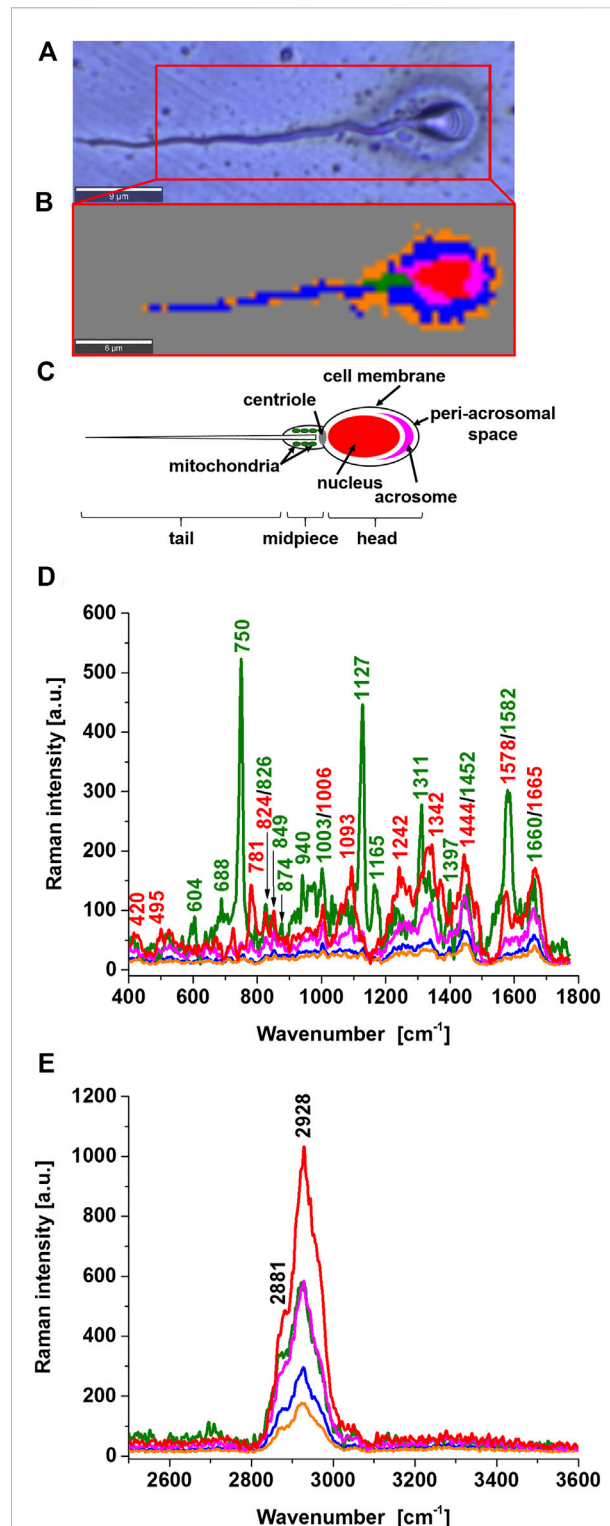 A
9 µm
B
6 µm
C
cell membrane
centriole
peri-acrosomal
space
mitochondria
nucleus
acrosome
tail
midpiece
head
D
Raman intensity [a.u.]
600
500
400
300
200
100
0
420
495
604
688
750
781
824/826
849
874
940
1003/1006
1093
1127
1165
1242
1311
1342
1397
1444/1452
1578/1582
1660/1665
400 600 800 1000 1200 1400 1600 1800
Wavenumber [cm-1]
E
Raman intensity [a.u.]
1200
1000
800
600
400
200
0
2881
2928
2600 2800 3000 3200 3400 3600
Wavenumber [cm-1]